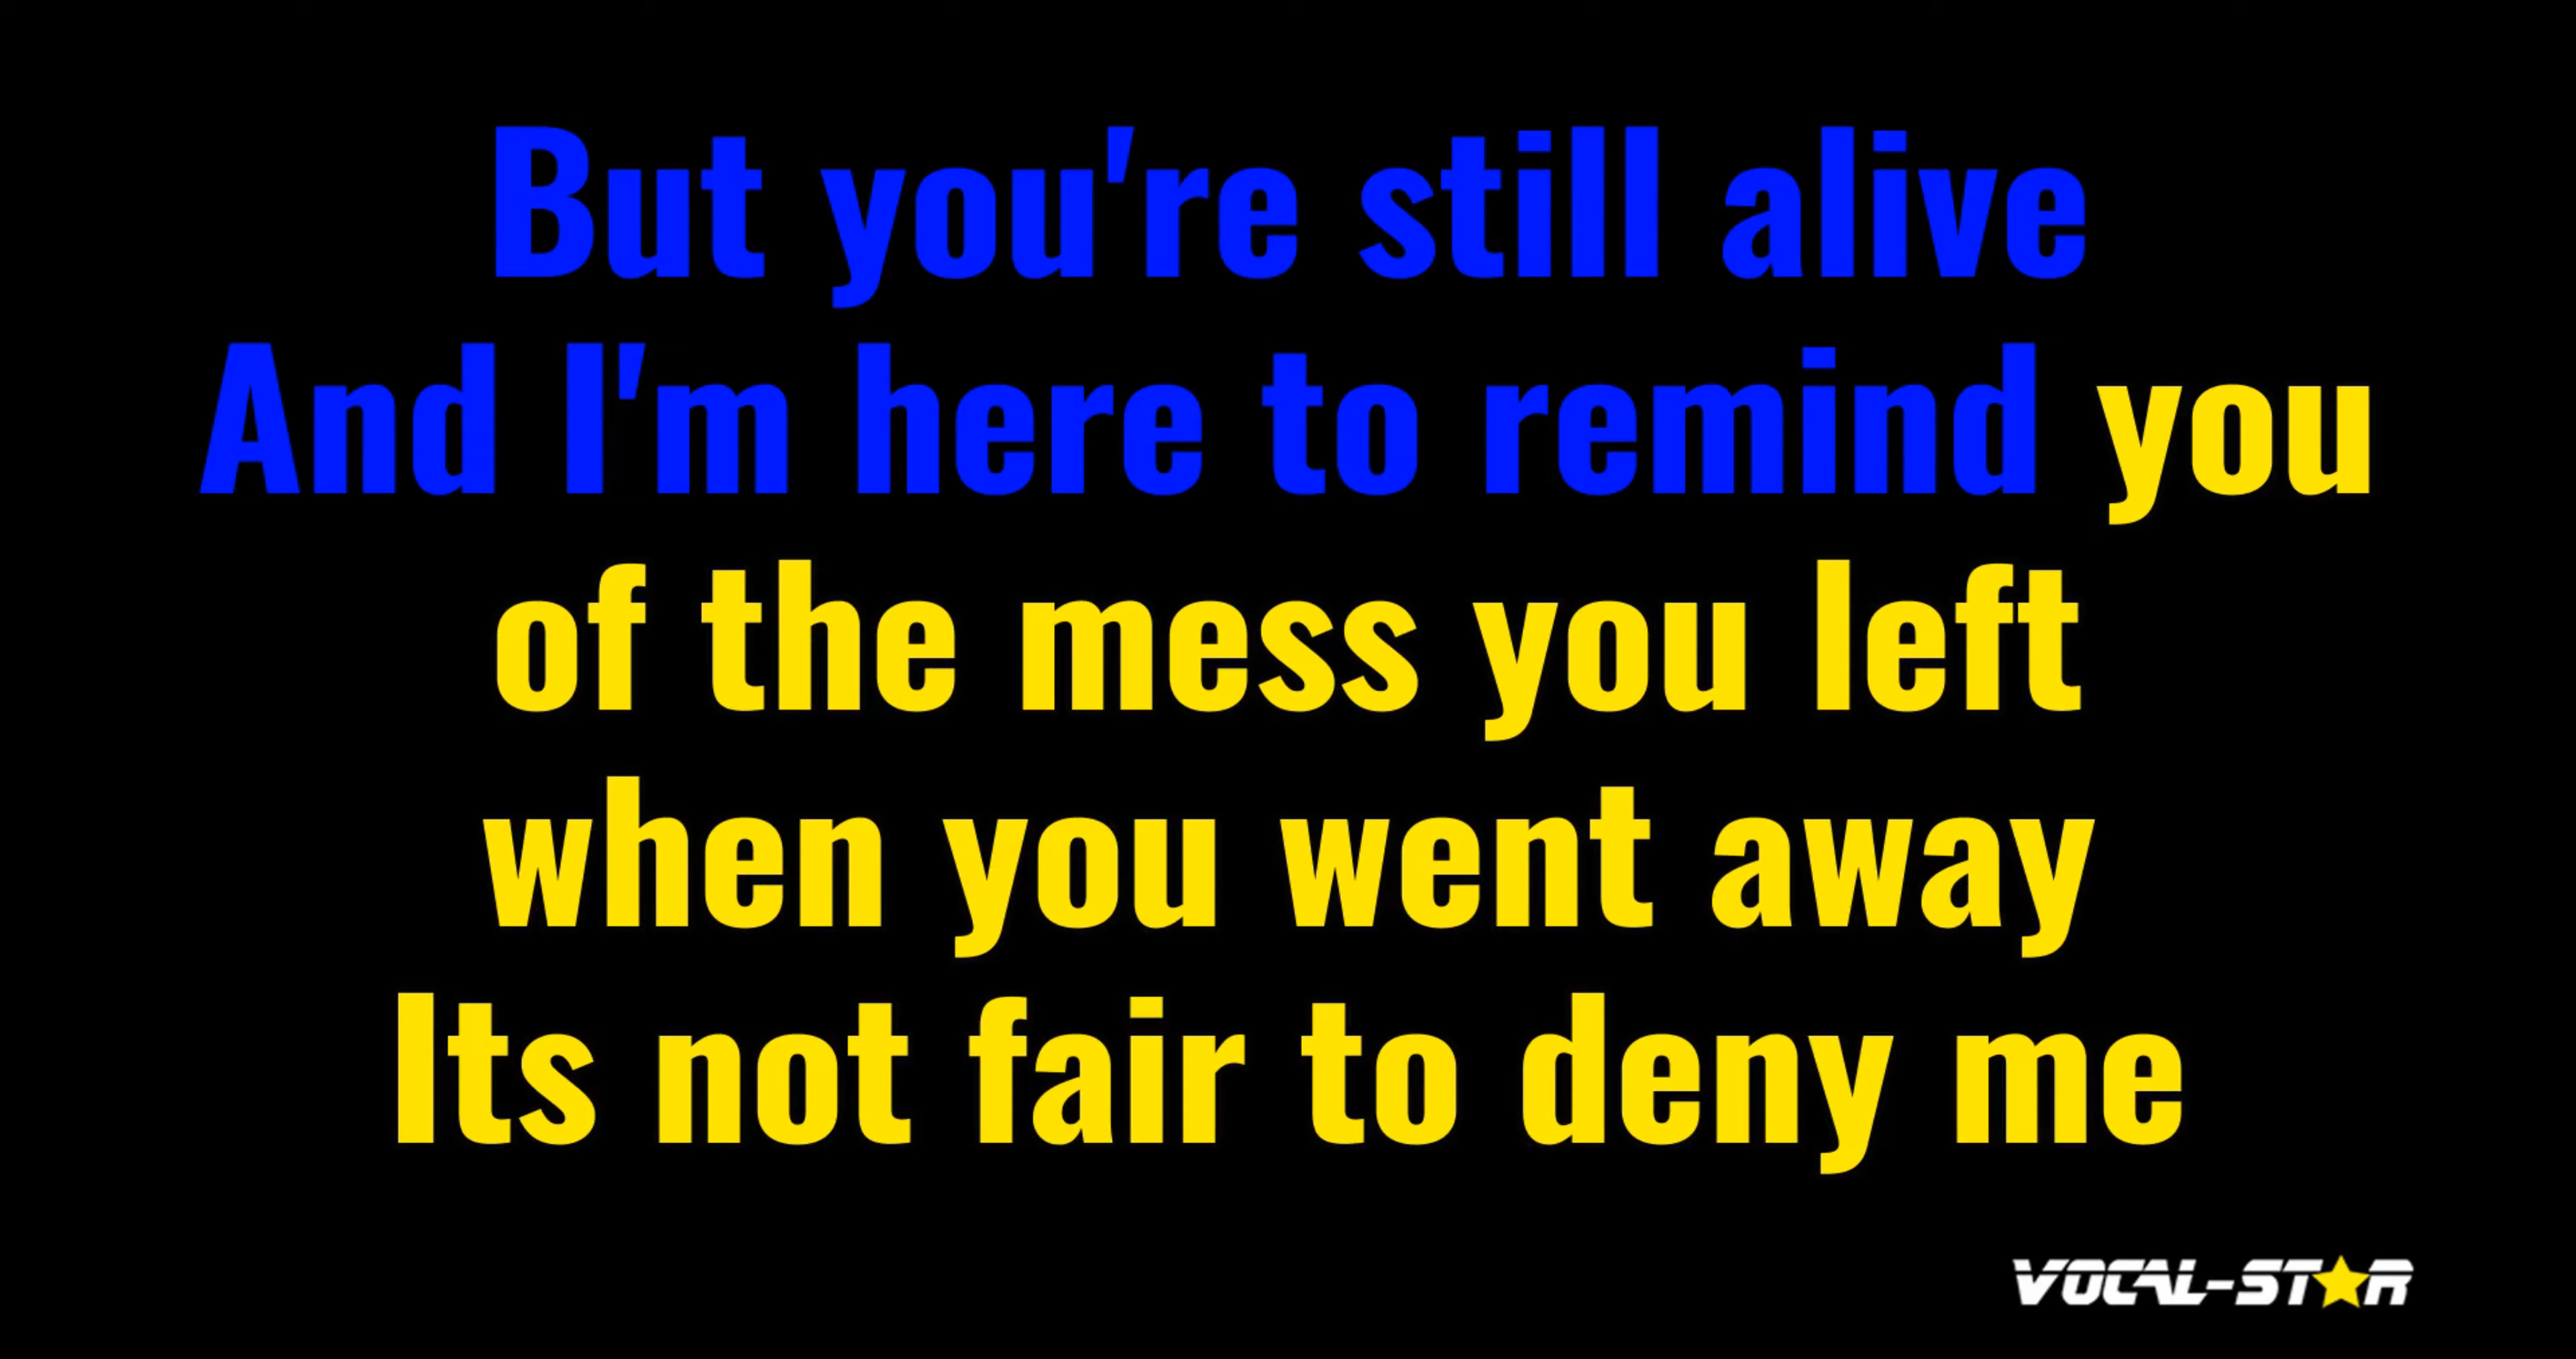 But you're still alive
And I'm here to remind you
of the mess you left
when you went away
Its not fair to deny me
VOCAL-STAR